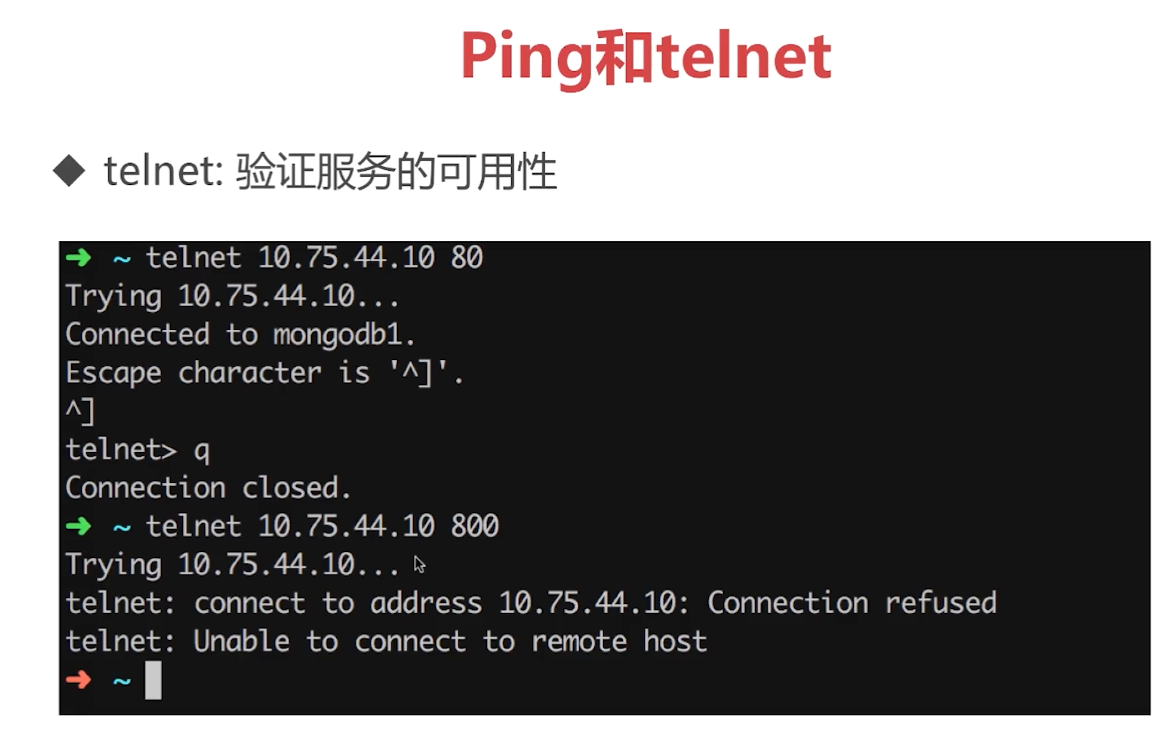 Ping和telnet
◆ telnet: 验证服务的可用性
➜ ~ telnet 10.75.44.10 80
Trying 10.75.44.10...
Connected to mongodb1.
Escape character is '^]'.
^]
telnet> q
Connection closed.
➜ ~ telnet 10.75.44.10 800
Trying 10.75.44.10...
telnet: connect to address 10.75.44.10: Connection refused
telnet: Unable to connect to remote host
➜ ~